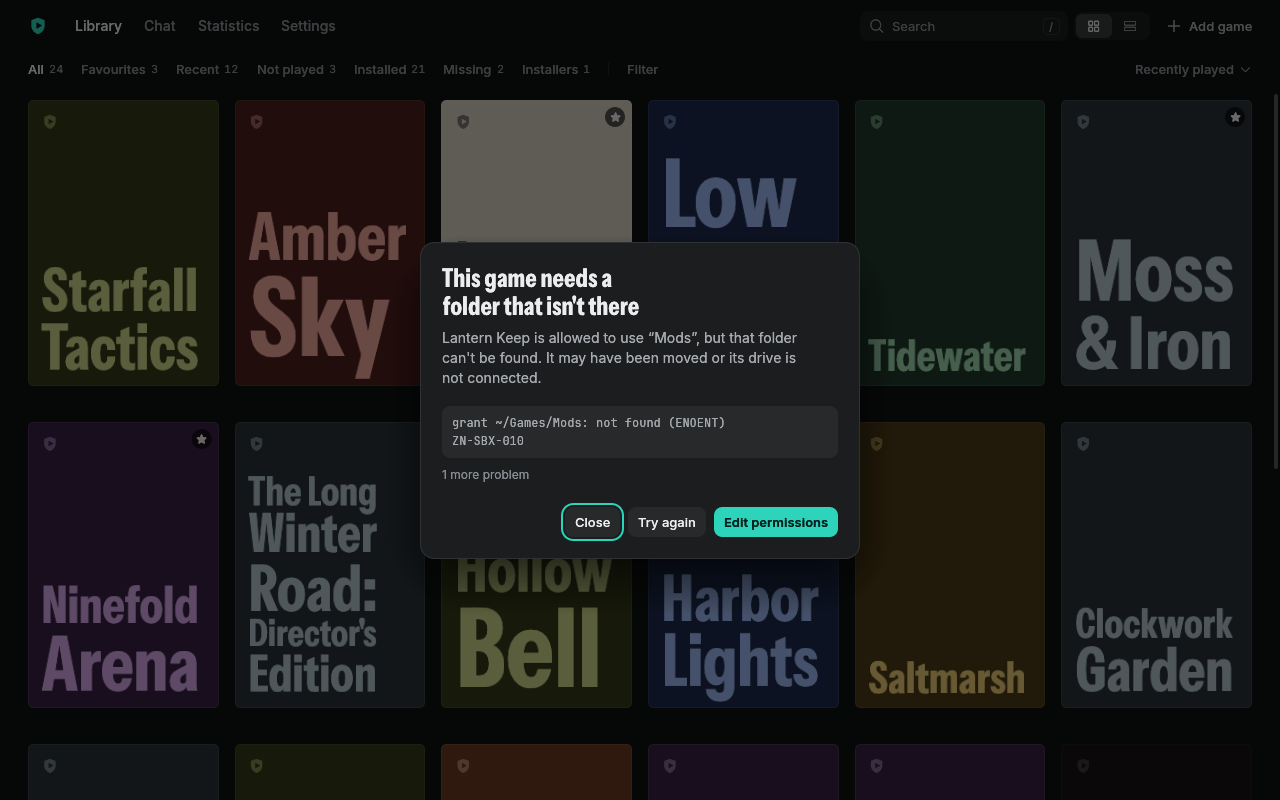 Library Chat Statistics Settings
Search /
Add game
All 24 Favourites 3 Recent 12 Not played 3 Installed 21 Missing 2 Installers 1 Filter
Recently played
Starfall
Tactics
Amber
Sky
Low
Tidewater
Moss
& Iron
This game needs a
folder that isn't there
Lantern Keep is allowed to use “Mods”, but that folder
can't be found. It may have been moved or its drive is
not connected.
grant ~/Games/Mods: not found (ENOENT)
ZN-SBX-010
1 more problem
Close Try again Edit permissions
Ninefold
Arena
The Long
Winter
Road:
Director's
Edition
Hollow
Bell
Harbor
Lights
Saltmarsh
Clockwork
Garden